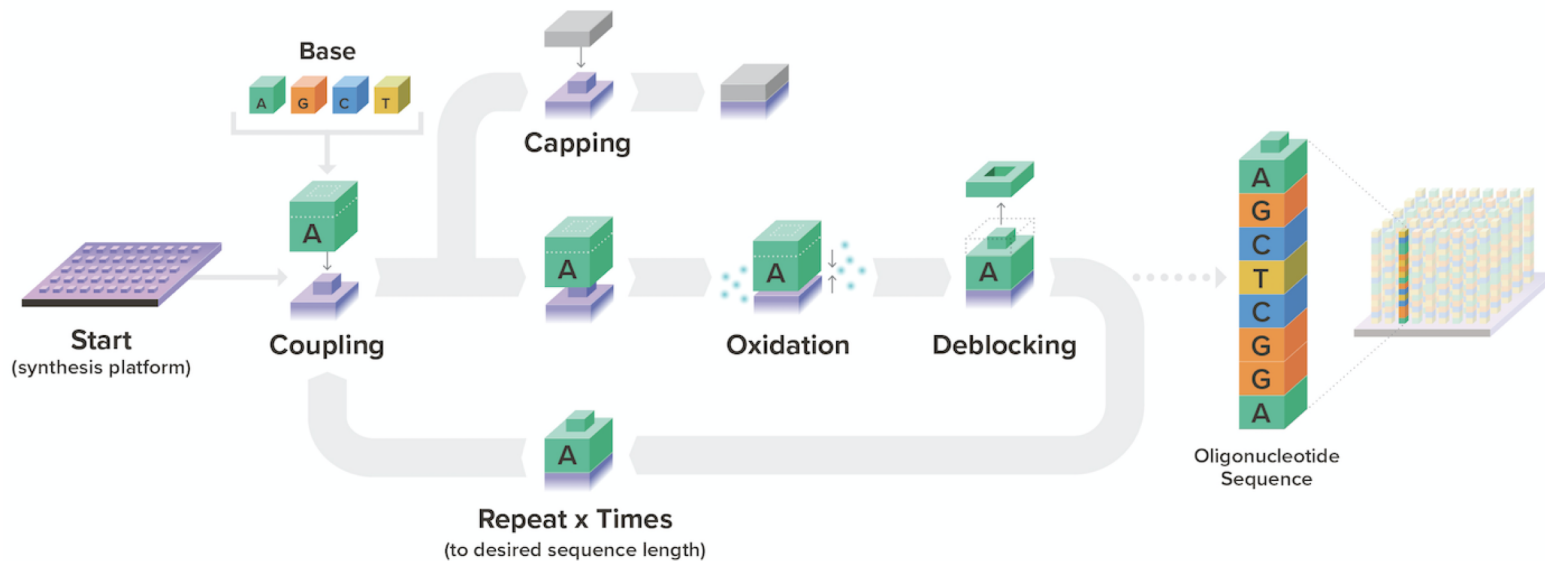 Base
A G C T
Capping
A
A
A
A
Start
(synthesis platform)
Coupling
Oxidation
Deblocking
A
Repeat x Times
(to desired sequence length)
A
G
C
T
C
G
G
A
Oligonucleotide
Sequence